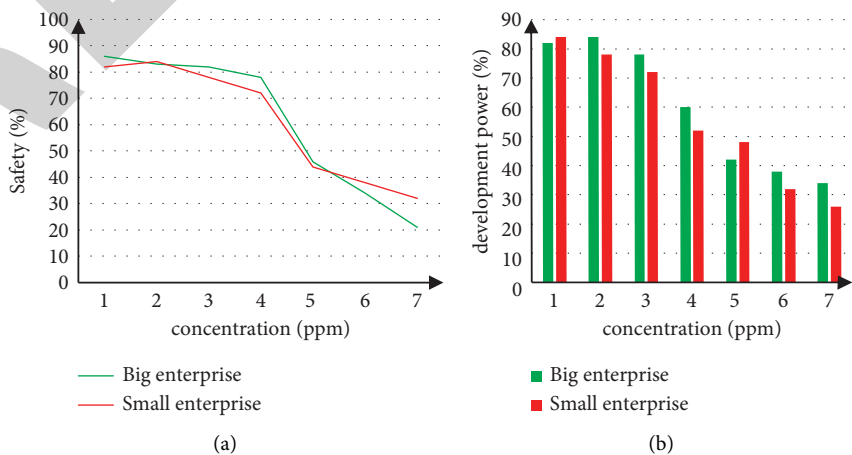 100
90
80
70
60
50
40
30
20
10
0
Safety (%)
1 2 3 4 5 6 7
concentration (ppm)
Big enterprise
Small enterprise
(a)
90
80
70
60
50
40
30
20
10
0
development power (%)
1 2 3 4 5 6 7
concentration (ppm)
Big enterprise
Small enterprise
(b)